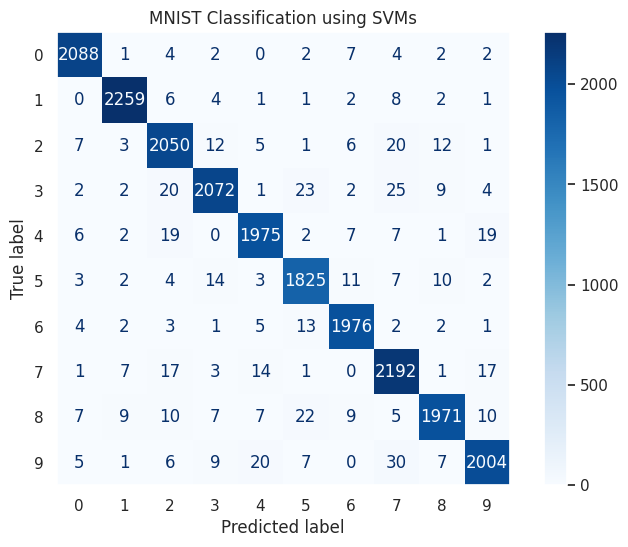 MNIST Classification using SVMs
0 2088 1 4 2 0 2 7 4 2 2
1 0 2259 6 4 1 1 2 8 2 1
2 7 3 2050 12 5 1 6 20 12 1
3 2 2 20 2072 1 23 2 25 9 4
4 6 2 19 0 1975 2 7 7 1 19
5 3 2 4 14 3 1825 11 7 10 2
6 4 2 3 1 5 13 1976 2 2 1
7 1 7 17 3 14 1 0 2192 1 17
8 7 9 10 7 7 22 9 5 1971 10
9 5 1 6 9 20 7 0 30 7 2004
0 1 2 3 4 5 6 7 8 9
True label
Predicted label
2000
1500
1000
500
0